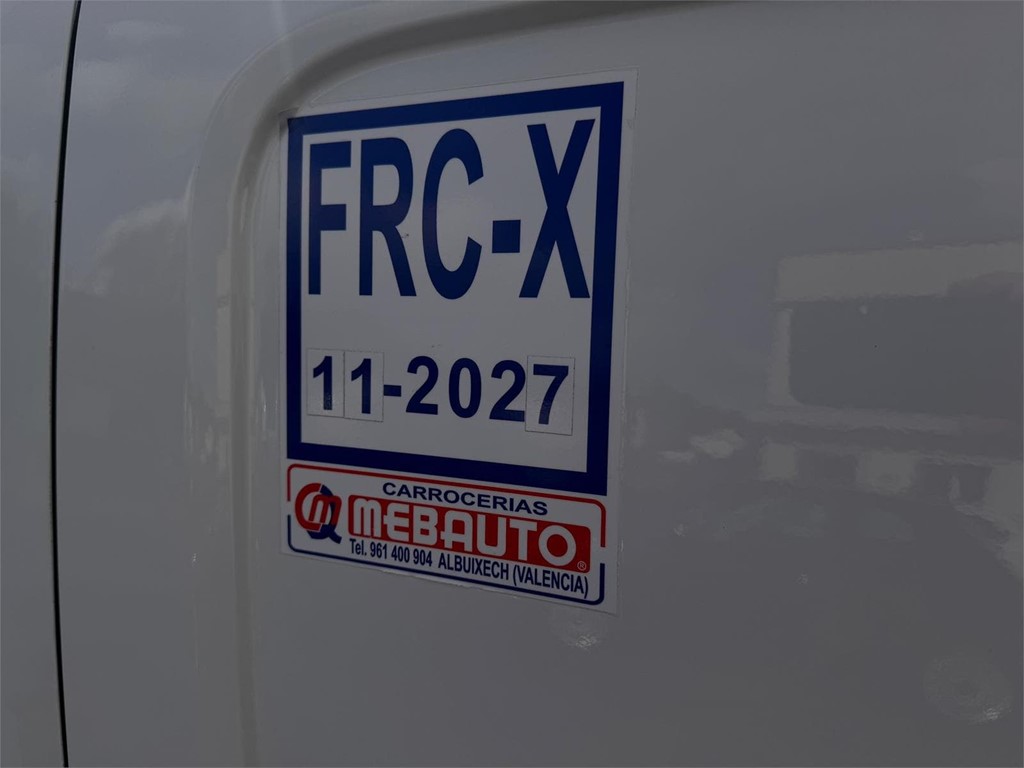 FRC-X
11-2027
CARROCERIAS
MEBAUTO®
Tel. 961 400 904 ALBUIXECH (VALENCIA)